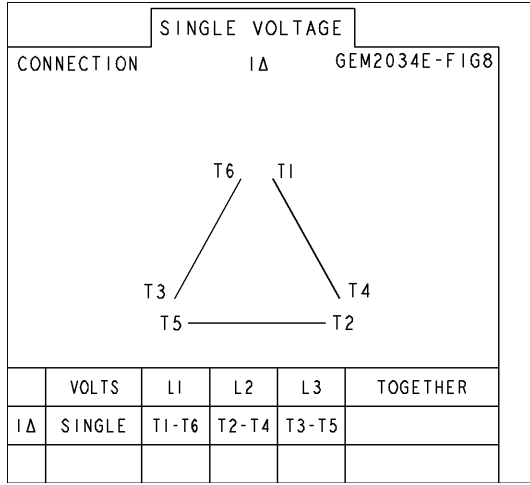 SINGLE VOLTAGE
CONNECTION 1Δ GEM2034E-FIG8
T6 T1
T3 T4
T5 T2
VOLTS L1 L2 L3 TOGETHER
1Δ SINGLE T1-T6 T2-T4 T3-T5